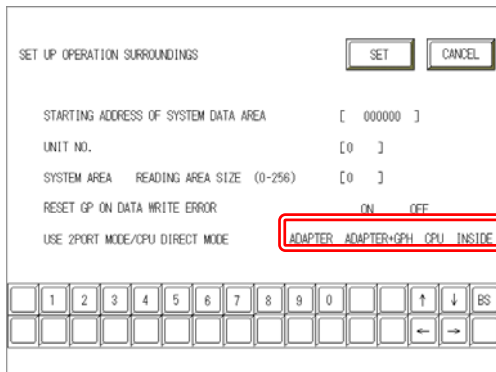 SET UP OPERATION SURROUNDINGS SET CANCEL
STARTING ADDRESS OF SYSTEM DATA AREA [ 000000 ]
UNIT NO. [0 ]
SYSTEM AREA READING AREA SIZE (0-256) [0 ]
RESET GP ON DATA WRITE ERROR ON OFF
USE 2PORT MODE/CPU DIRECT MODE ADAPTER ADAPTER+GPH CPU INSIDE
1 2 3 4 5 6 7 8 9 0 ↑ ↓ BS
← →